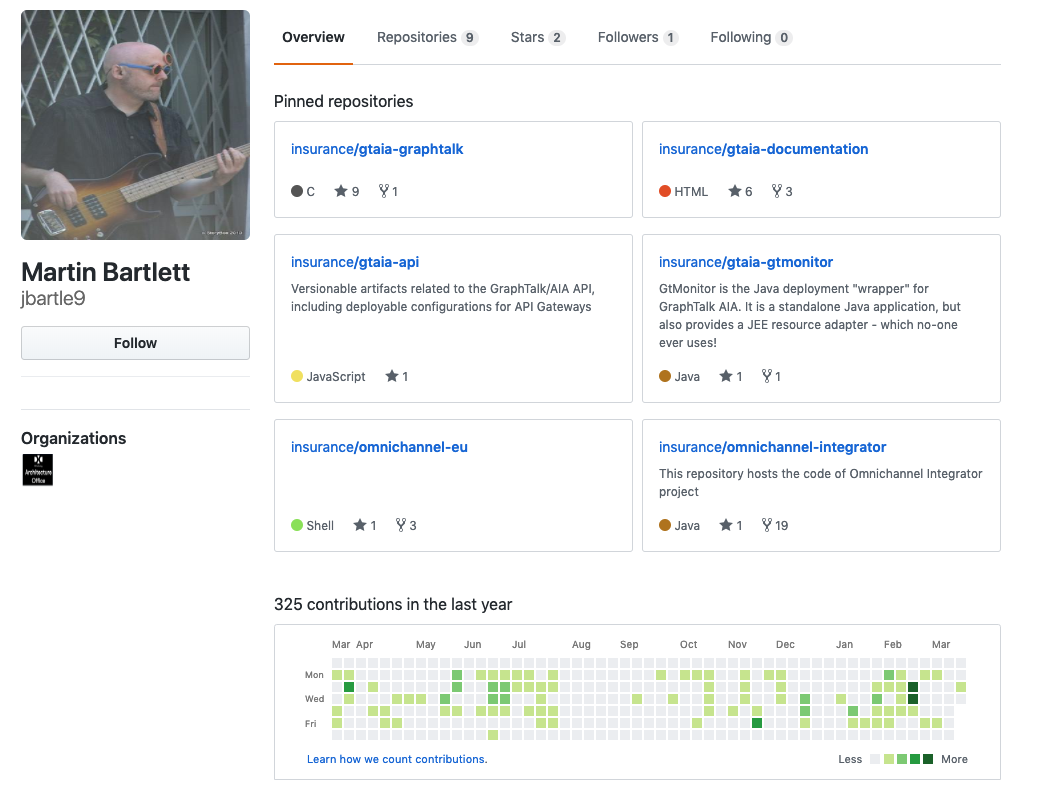 Overview Repositories 9 Stars 2 Followers 1 Following 0
Martin Bartlett
jbartle9
Follow
Organizations
Architecture
Office
Pinned repositories
insurance/gtaia-graphtalk
C 9 1
insurance/gtaia-documentation
HTML 6 3
insurance/gtaia-api
Versionable artifacts related to the GraphTalk/AIA API,
including deployable configurations for API Gateways
JavaScript 1
insurance/gtaia-gtmonitor
GtMonitor is the Java deployment "wrapper" for
GraphTalk AIA. It is a standalone Java application, but
also provides a JEE resource adapter - which no-one
ever uses!
Java 1 1
insurance/omnichannel-eu
Shell 1 3
insurance/omnichannel-integrator
This repository hosts the code of Omnichannel Integrator
project
Java 1 19
325 contributions in the last year
Mar Apr May Jun Jul Aug Sep Oct Nov Dec Jan Feb Mar
Mon
Wed
Fri
Learn how we count contributions.
Less More